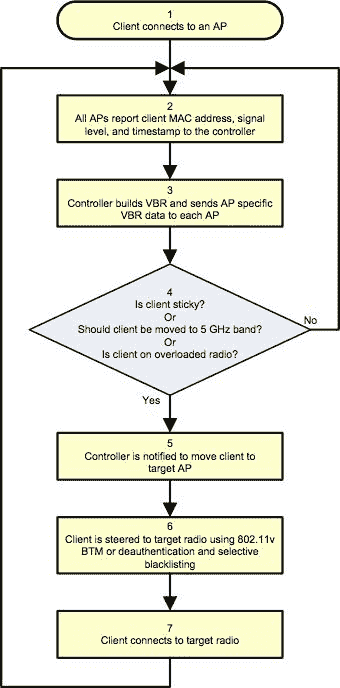 1
Client connects to an AP
2
All APs report client MAC address, signal
level, and timestamp to the controller
3
Controller builds VBR and sends AP specific
VBR data to each AP
4
Is client sticky?
Or
Should client be moved to 5 GHz band?
Or
Is client on overloaded radio?
No
Yes
5
Controller is notified to move client to
target AP
6
Client is steered to target radio using 802.11v
BTM or deauthentication and selective
blacklisting
7
Client connects to target radio